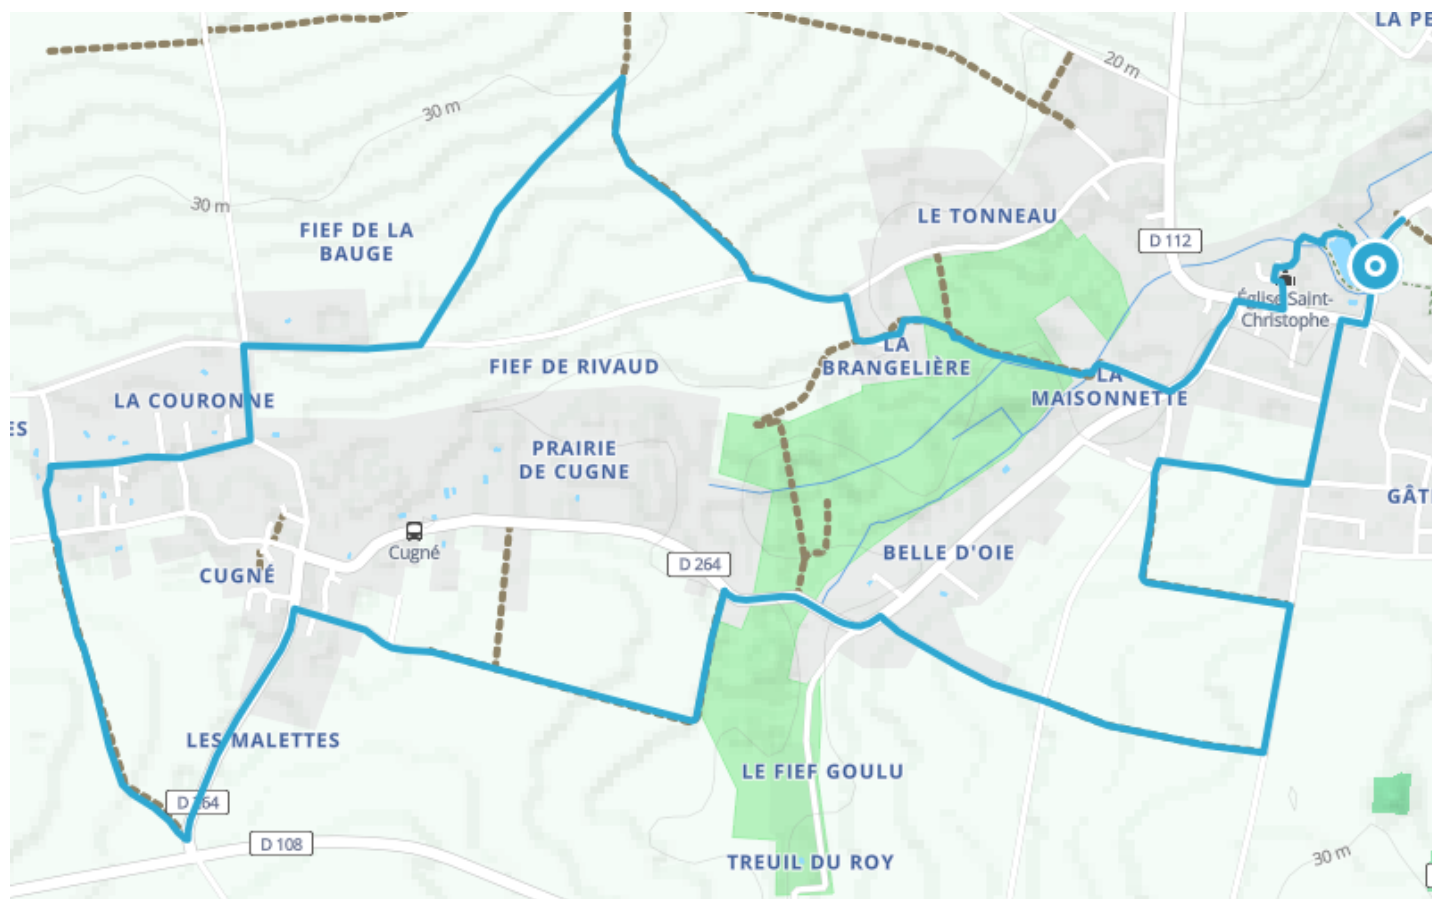 LA PE
20 m
30 m
30 m
LE TONNEAU
FIEF DE LA
BAUGE
D 112
Église Saint-
Christophe
LA
BRANGELIÈRE
FIEF DE RIVAUD
LA
MAISONNETTE
LA COURONNE
ES
PRAIRIE
DE CUGNE
GÂT
Cugné
BELLE D'OIE
D 264
CUGNÉ
LES MALETTES
LE FIEF GOULU
D 264
D 108
30 m
TREUIL DU ROY